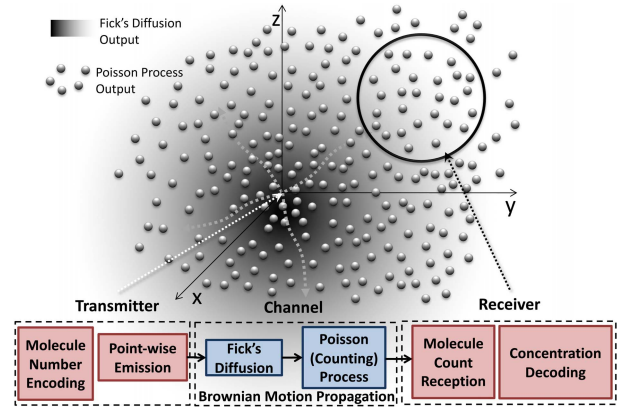 Fick's Diffusion
Output
Poisson Process
Output
z
y
x
Transmitter
Channel
Receiver
Molecule
Number
Encoding
Point-wise
Emission
Fick's
Diffusion
Poisson
(Counting)
Process
Brownian Motion Propagation
Molecule
Count
Reception
Concentration
Decoding